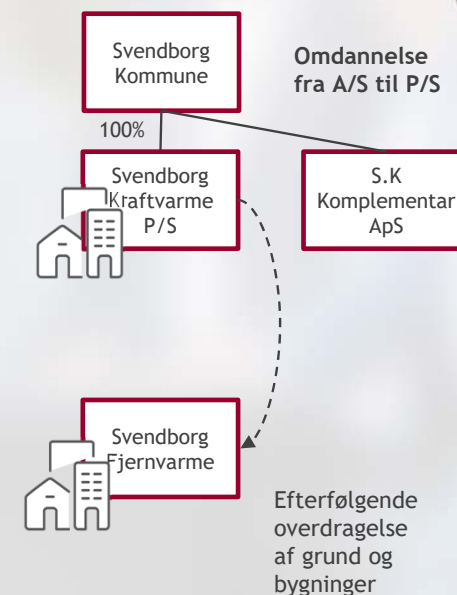 Svendborg
Kommune
Omdannelse
fra A/S til P/S
100%
Svendborg
Kraftvarme
P/S
S.K
Komplementar
ApS
Svendborg
Fjernvarme
Efterfølgende
overdragelse
af grund og
bygninger